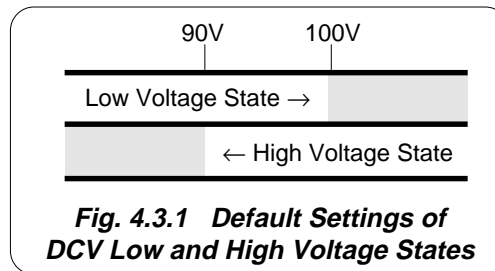 90V 100V
Low Voltage State →
← High Voltage State
Fig. 4.3.1 Default Settings of
DCV Low and High Voltage States